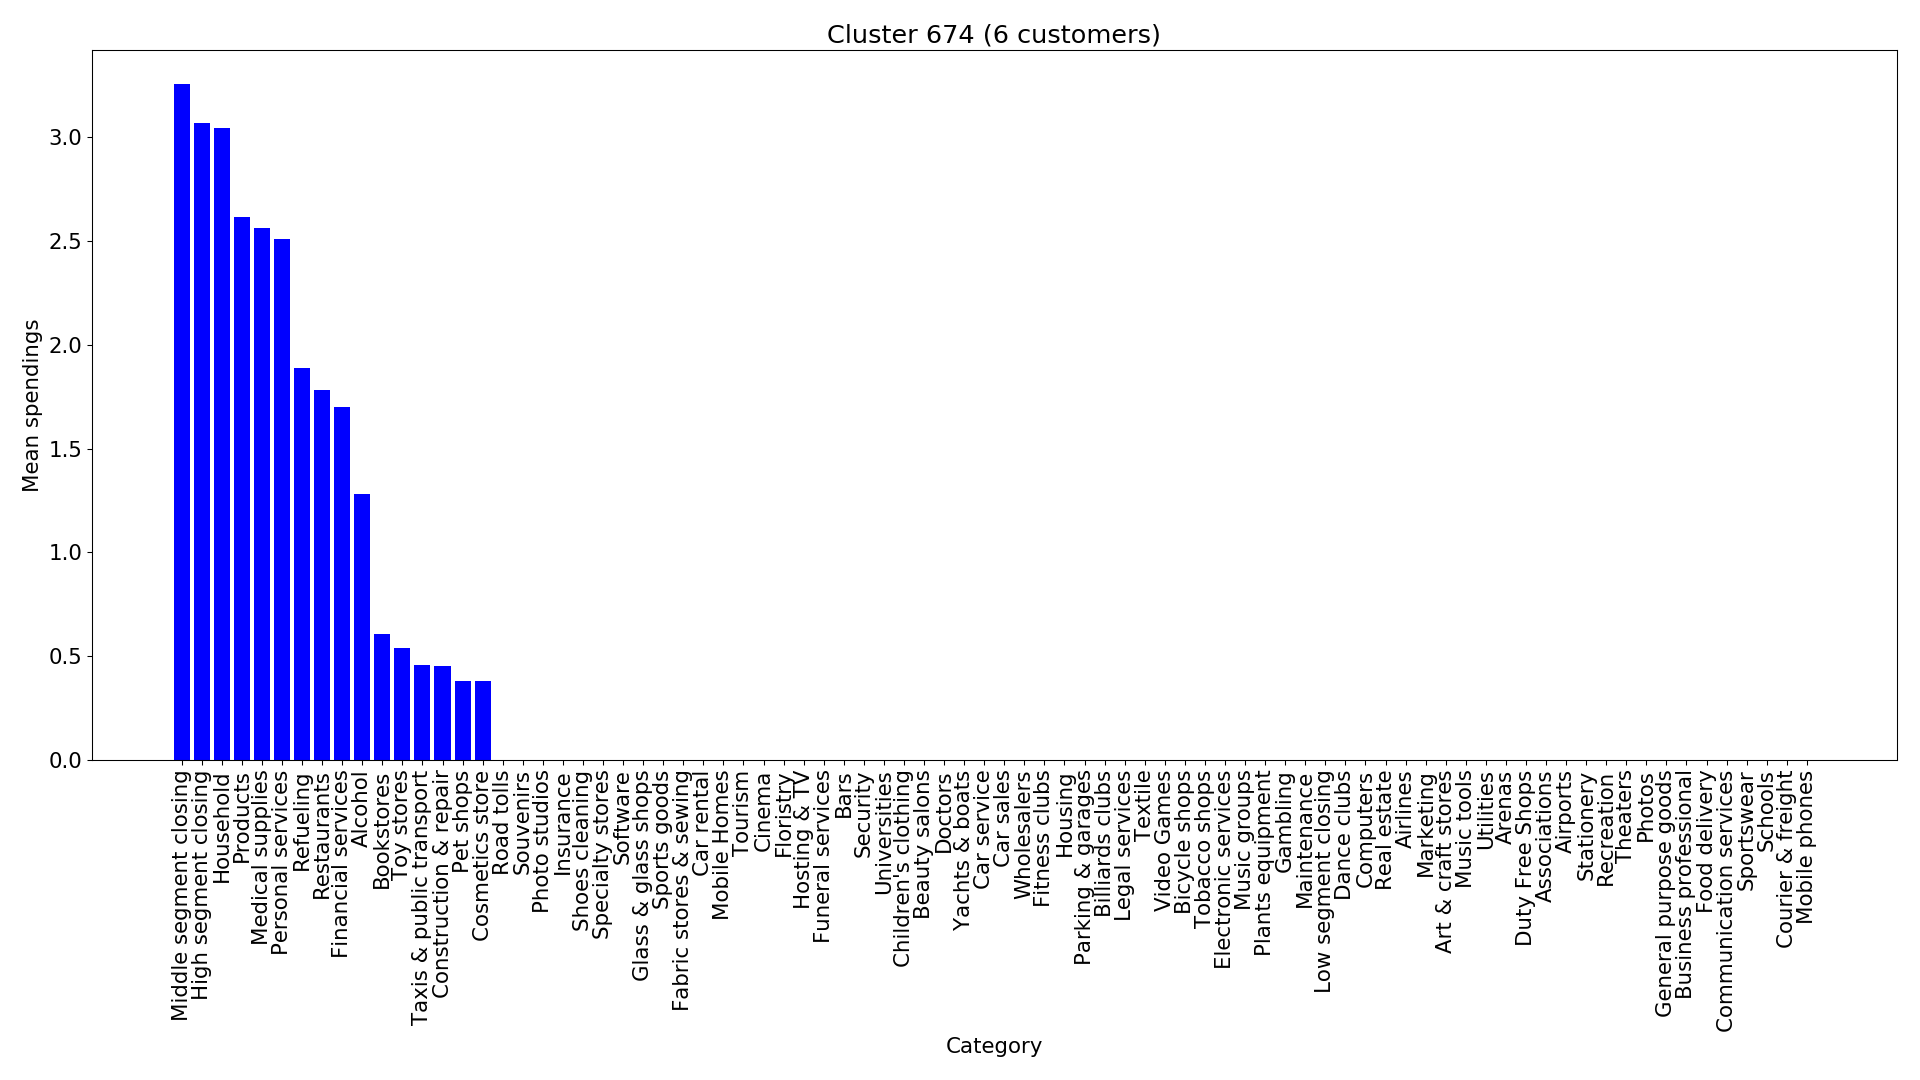 Cluster 674 (6 customers)
Mean spendings
3.0
2.5
2.0
1.5
1.0
0.5
0.0
Middle segment closing
High segment closing
Household
Products
Medical supplies
Personal services
Refueling
Restaurants
Financial services
Alcohol
Bookstores
Toy stores
Taxis & public transport
Construction & repair
Pet shops
Cosmetics store
Road tolls
Souvenirs
Photo studios
Insurance
Shoes cleaning
Specialty stores
Software
Glass & glass shops
Sports goods
Fabric stores & sewing
Car rental
Mobile Homes
Tourism
Cinema
Floristry
Hosting & TV
Funeral services
Bars
Security
Universities
Children's clothing
Beauty salons
Doctors
Yachts & boats
Car service
Car sales
Wholesalers
Fitness clubs
Housing
Parking & garages
Billiards clubs
Legal services
Textile
Video Games
Bicycle shops
Tobacco shops
Electronic services
Music groups
Plants equipment
Gambling
Maintenance
Low segment closing
Dance clubs
Computers
Real estate
Airlines
Marketing
Art & craft stores
Music tools
Utilities
Arenas
Duty Free Shops
Associations
Airports
Stationery
Recreation
Theaters
Photos
General purpose goods
Business professional
Food delivery
Communication services
Sportswear
Schools
Courier & freight
Mobile phones
Category